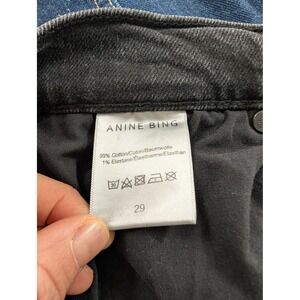 ANINE BING
99% Cotton/Coton/Baumwolle
1% Elastane/Élasthanne/Elasthan
29